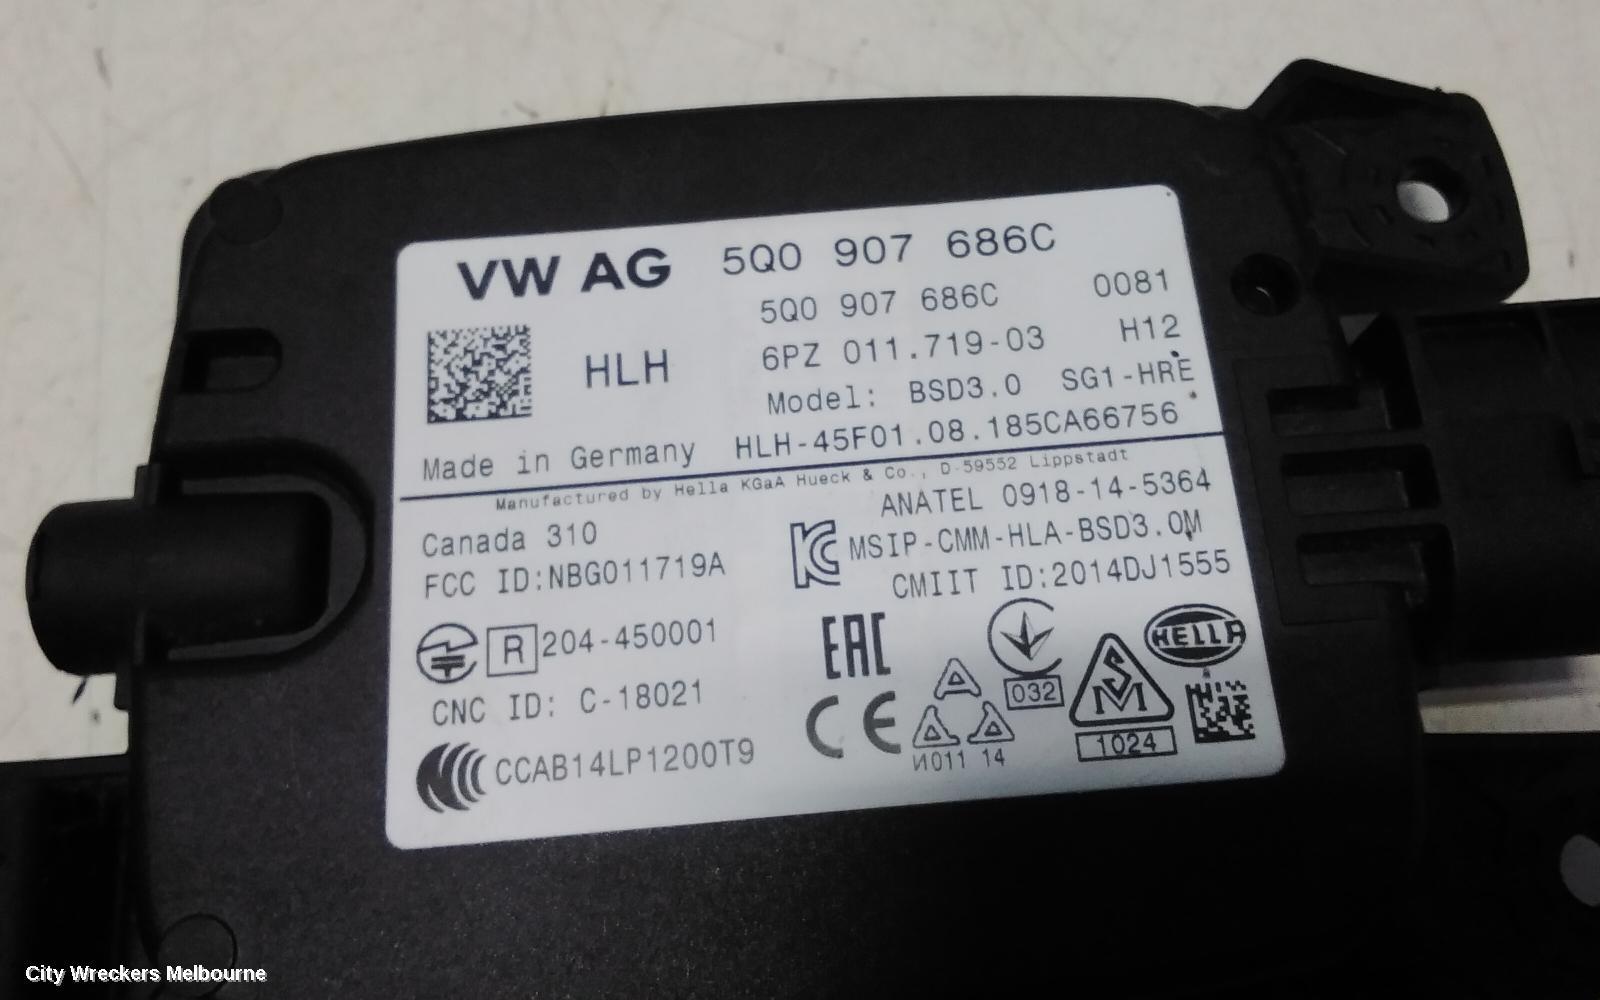 VW AG 5Q0 907 686C
5Q0 907 686C 0081
HLH 6PZ 011.719-03 H12
Model: BSD3.0 SG1-HRE
Made in Germany HLH-45F01.08.185CA66756
Manufactured by Hella KGaA Hueck & Co., D-59552 Lippstadt
Canada 310 ANATEL 0918-14-5364
FCC ID:NBG011719A MSIP-CMM-HLA-BSD3.0M
CMIIT ID:2014DJ1555
R 204-450001 EAC HELLA
CNC ID: C-18021 CE 032 SM
CCAB14LP1200T9 И011 14 1024
City Wreckers Melbourne